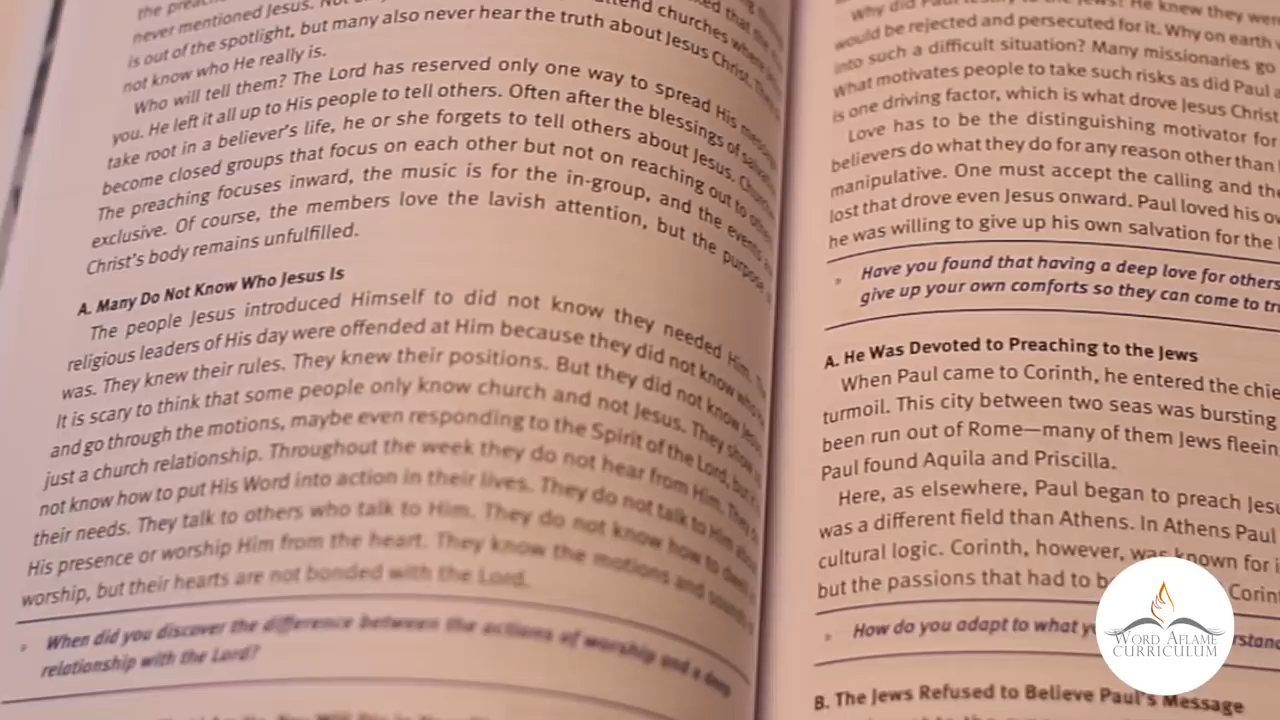 the preac
never mentioned Jesus. Not
is out of the spotlight, but many also never hear the truth about Jesus Christ.
not know who He really is.
Who will tell them? The Lord has reserved only one way to spread His
you. He left it all up to His people to tell others. Often after the blessings of
take root in a believer's life, he or she forgets to tell others about Jesus.
become closed groups that focus on each other but not on reaching out to
The preaching focuses inward, the music is for the in-group, and the events
exclusive. Of course, the members love the lavish attention, but the purpose
Christ's body remains unfulfilled.
A. Many Do Not Know Who Jesus Is
The people Jesus introduced Himself to did not know they needed Him.
religious leaders of His day were offended at Him because they did not know who
was. They knew their rules. They knew their positions. But they did not know
It is scary to think that some people only know church and not Jesus. They
and go through the motions, maybe even responding to the Spirit of the Lord, but
just a church relationship. Throughout the week they do not hear from Him. They
not know how to put His Word into action in their lives. They do not talk to Him
their needs. They talk to others who talk to Him. They do not know how to
His presence or worship Him from the heart. They know the motions and
worship, but their hearts are not bonded with the Lord.
When did you discover the difference between the actions of worship and a deep
relationship with the Lord?
Why did Paul
He knew they were
would be rejected and persecuted for it. Why on earth
into such a difficult situation? Many missionaries go
What motivates people to take such risks as did Paul
is one driving factor, which is what drove Jesus Christ
Love has to be the distinguishing motivator for
believers do what they do for any reason other than
manipulative. One must accept the calling and the
lost that drove even Jesus onward. Paul loved his
he was willing to give up his own salvation for the
Have you found that having a deep love for others
give up your own comforts so they can come to
A. He Was Devoted to Preaching to the Jews
When Paul came to Corinth, he entered the
turmoil. This city between two seas was bursting
been run out of Rome—many of them Jews
Paul found Aquila and Priscilla.
Here, as elsewhere, Paul began to preach
was a different field than Athens. In Athens Paul
cultural logic. Corinth, however, was known for
but the passions that had to
How do you adapt to what
B. The Jews Refused to Believe Paul's Message
WORD AFLAME
CURRICULUM